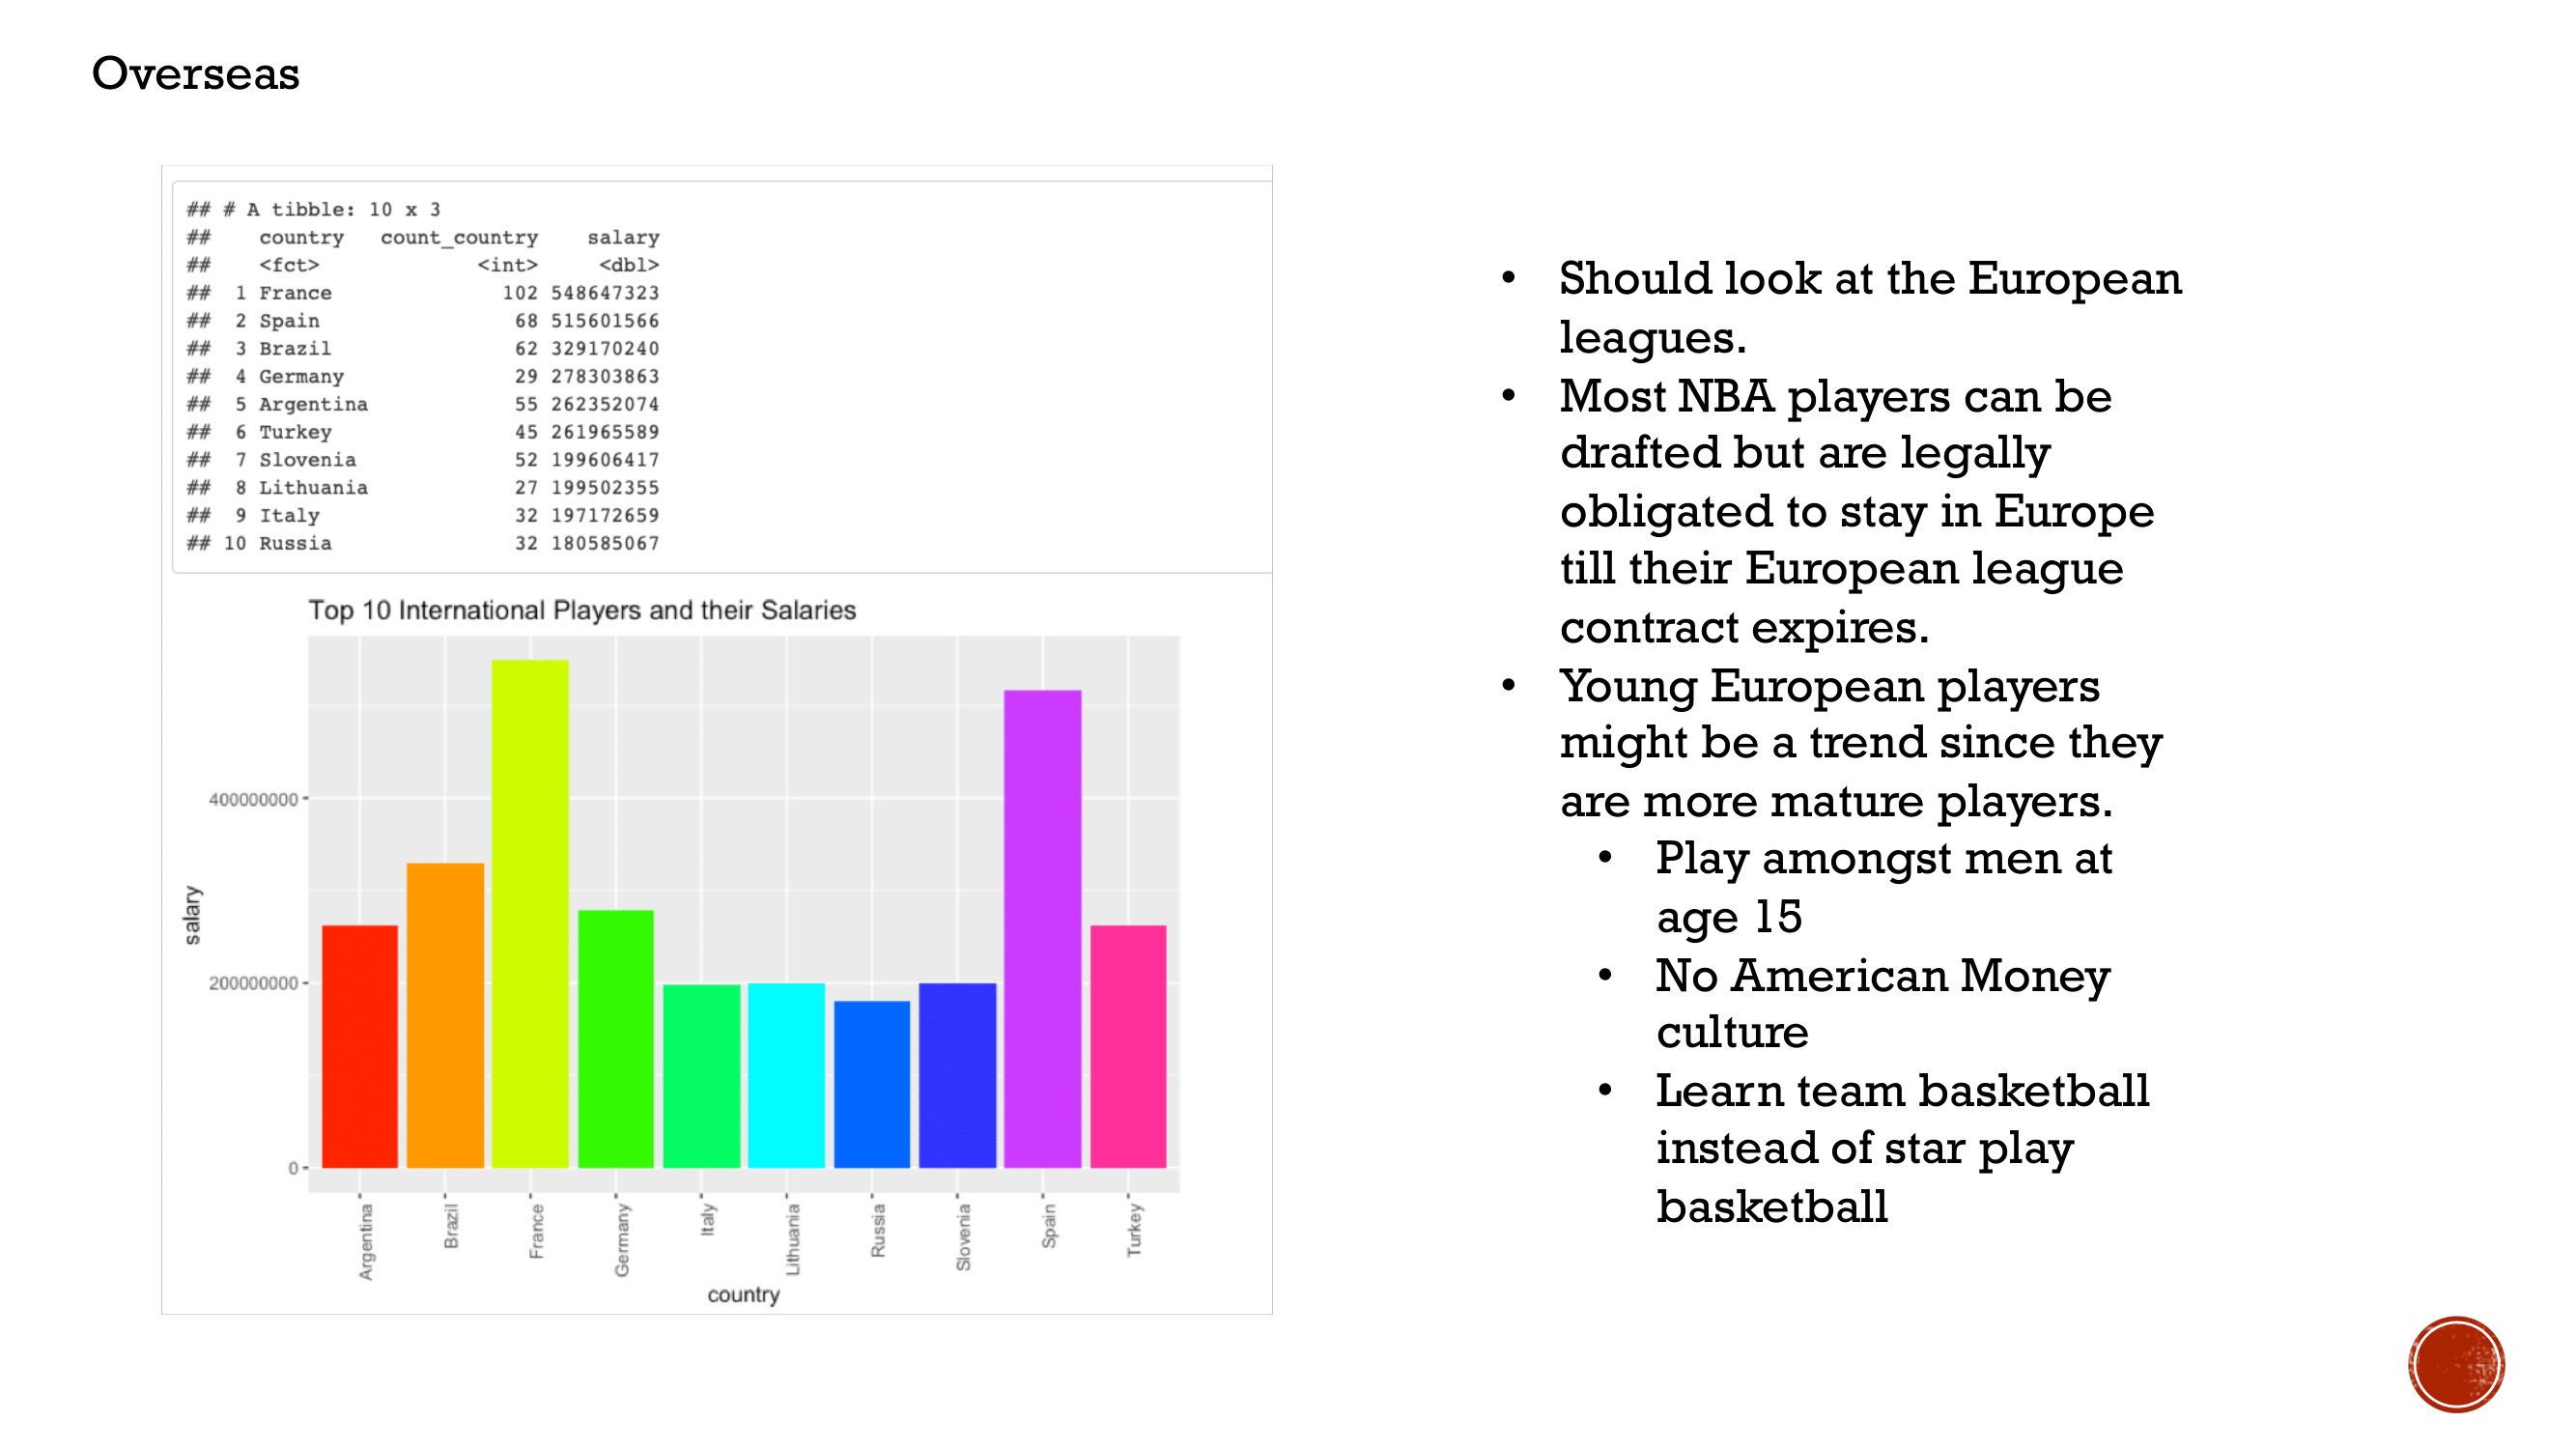 Overseas
## # A tibble: 10 x 3
##    country   count_country    salary
##    <fct>             <int>     <dbl>
##  1 France              102 548647323
##  2 Spain                68 515601566
##  3 Brazil               62 329170240
##  4 Germany              29 278303863
##  5 Argentina            55 262352074
##  6 Turkey               45 261965589
##  7 Slovenia             52 199606417
##  8 Lithuania            27 199502355
##  9 Italy                32 197172659
## 10 Russia               32 180585067
Top 10 International Players and their Salaries
400000000
200000000
0
salary
Argentina
Brazil
France
Germany
Italy
Lithuania
Russia
Slovenia
Spain
Turkey
country
• Should look at the European
leagues.
• Most NBA players can be
drafted but are legally
obligated to stay in Europe
till their European league
contract expires.
• Young European players
might be a trend since they
are more mature players.
• Play amongst men at
age 15
• No American Money
culture
• Learn team basketball
instead of star play
basketball